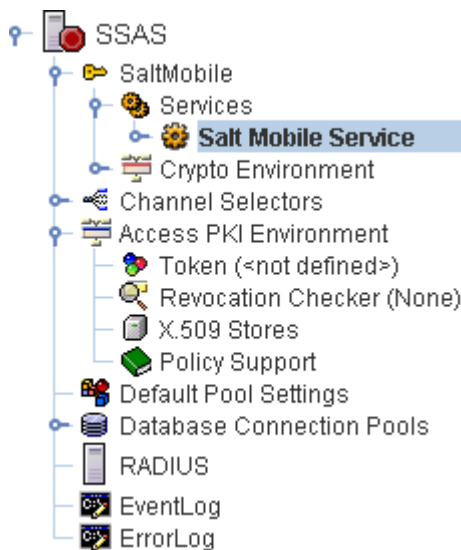 SSAS
SaltMobile
Services
Salt Mobile Service
Crypto Environment
Channel Selectors
Access PKI Environment
Token (<not defined>)
Revocation Checker (None)
X.509 Stores
Policy Support
Default Pool Settings
Database Connection Pools
RADIUS
EventLog
ErrorLog